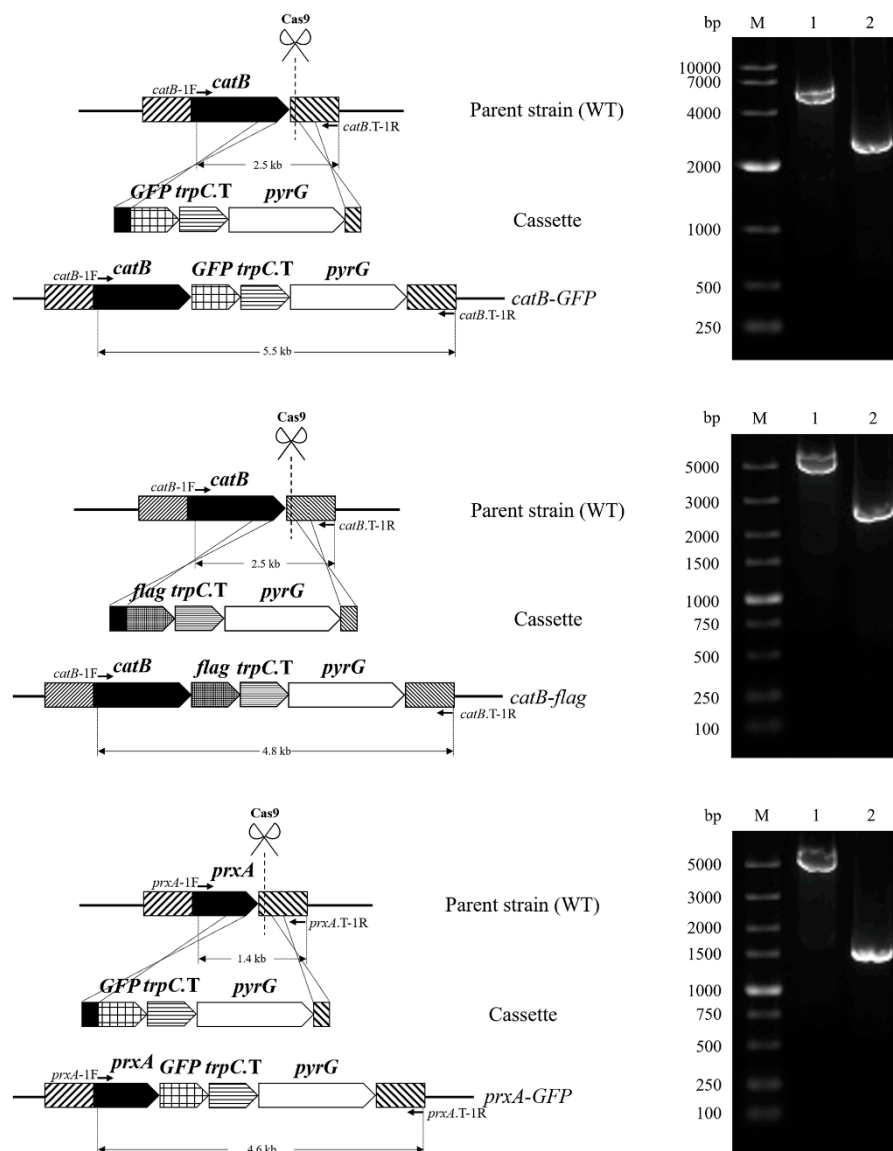 Cas9
catB
catB-1F
catB.T-1R
2.5 kb
Parent strain (WT)
GFP trpC.T pyrG
Cassette
catB-1F catB GFP trpC.T pyrG
catB-GFP
catB.T-1R
5.5 kb
bp M 1 2
10000
7000
4000
2000
1000
500
250
Cas9
catB
catB-1F
catB.T-1R
2.5 kb
Parent strain (WT)
flag trpC.T pyrG
Cassette
catB-1F catB flag trpC.T pyrG
catB-flag
catB.T-1R
4.8 kb
bp M 1 2
5000
3000
2000
1500
1000
750
500
250
100
Cas9
prxA
prxA-1F
prxA.T-1R
1.4 kb
Parent strain (WT)
GFP trpC.T pyrG
Cassette
prxA-1F prxA GFP trpC.T pyrG
prxA-GFP
prxA.T-1R
4.6 kb
bp M 1 2
5000
3000
2000
1500
1000
750
500
250
100